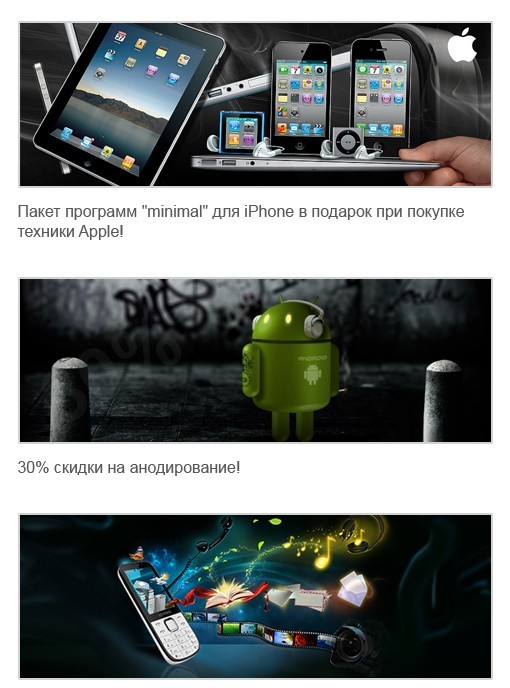 Пакет программ "minimal" для iPhone в подарок при покупке
техники Apple!
ANDROID
30% скидки на анодирование!